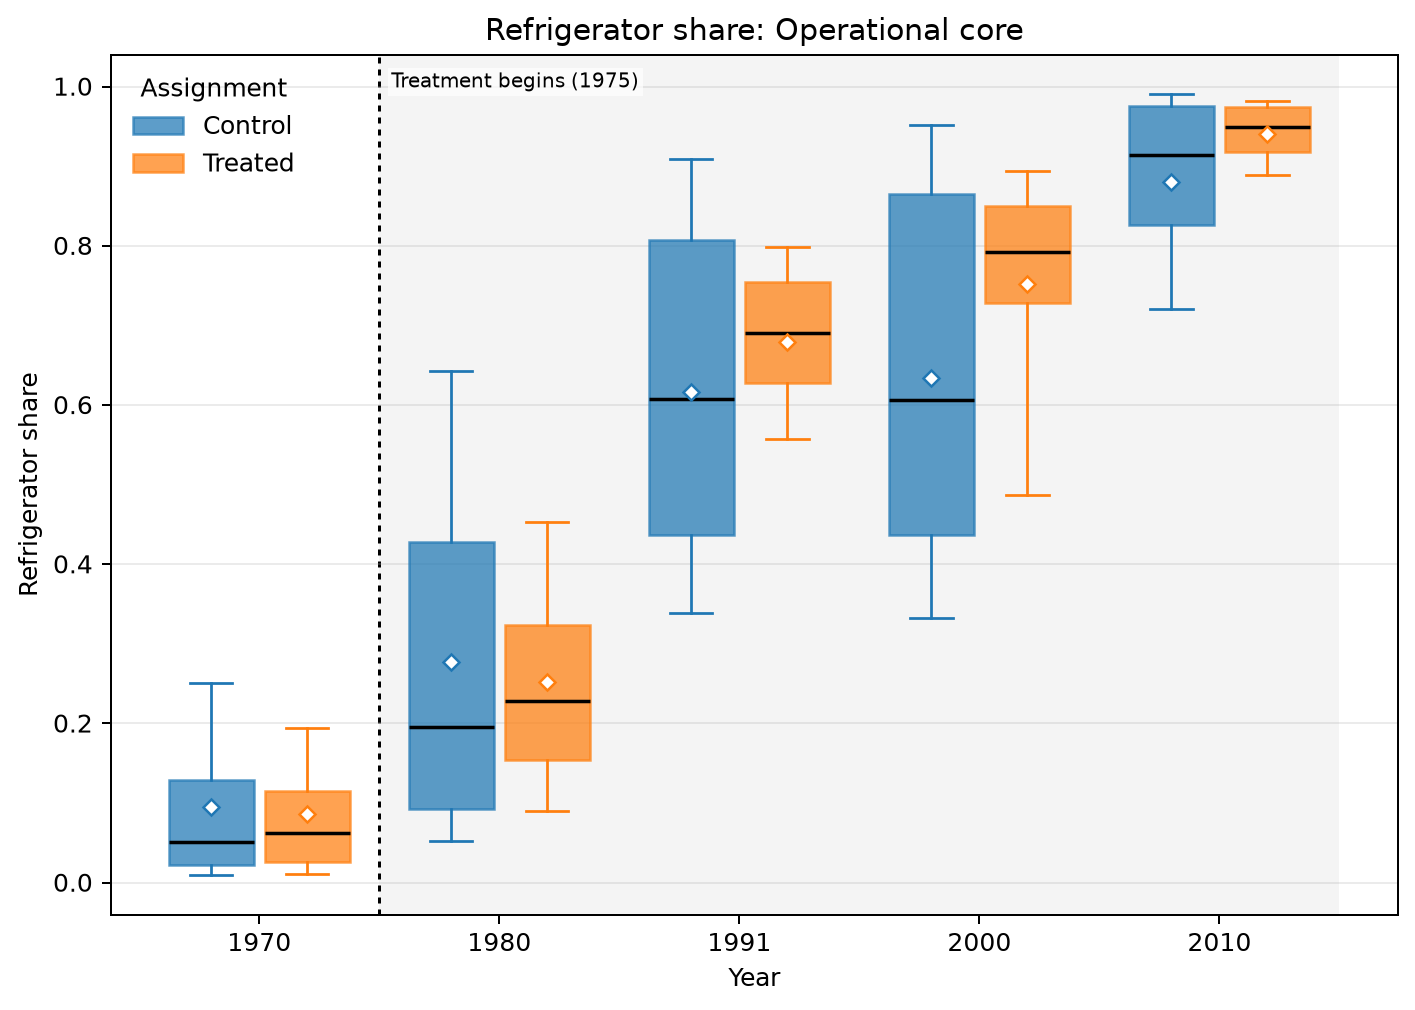 Refrigerator share: Operational core
Treatment begins (1975)
Assignment
Control
Treated
1.0
0.8
0.6
0.4
0.2
0.0
Refrigerator share
1970
1980
1991
2000
2010
Year